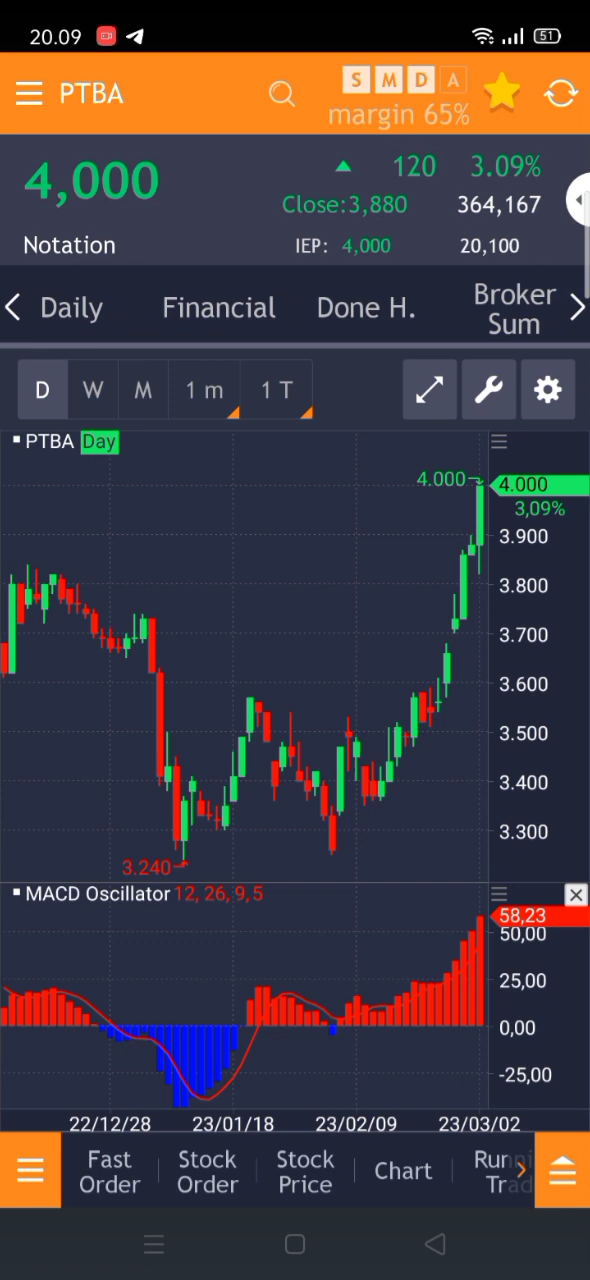 20.09
51
PTBA
S M D A
margin 65%
4,000
120 3.09%
Close:3,880 364,167
Notation
IEP: 4,000 20,100
Daily Financial Done H. Broker Sum
D W M 1 m 1 T
PTBA Day
4.000
4.000
3,09%
3.900
3.800
3.700
3.600
3.500
3.400
3.300
3.240
MACD Oscillator 12, 26, 9, 5
58,23
50,00
25,00
0,00
-25,00
22/12/28 23/01/18 23/02/09 23/03/02
Fast Order
Stock Order
Stock Price
Chart